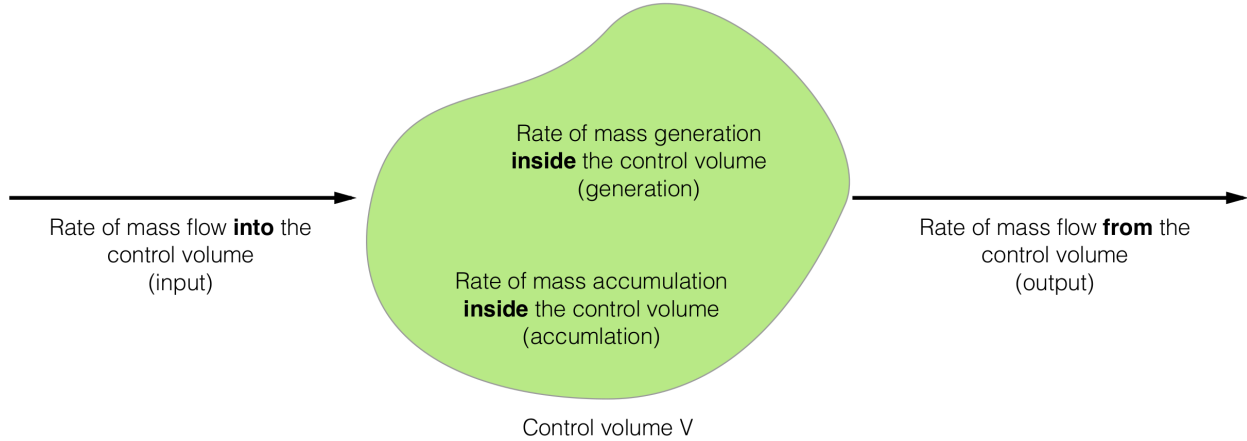 Rate of mass generation
inside the control volume
(generation)
Rate of mass flow into the
control volume
(input)
Rate of mass flow from the
control volume
(output)
Rate of mass accumulation
inside the control volume
(accumlation)
Control volume V